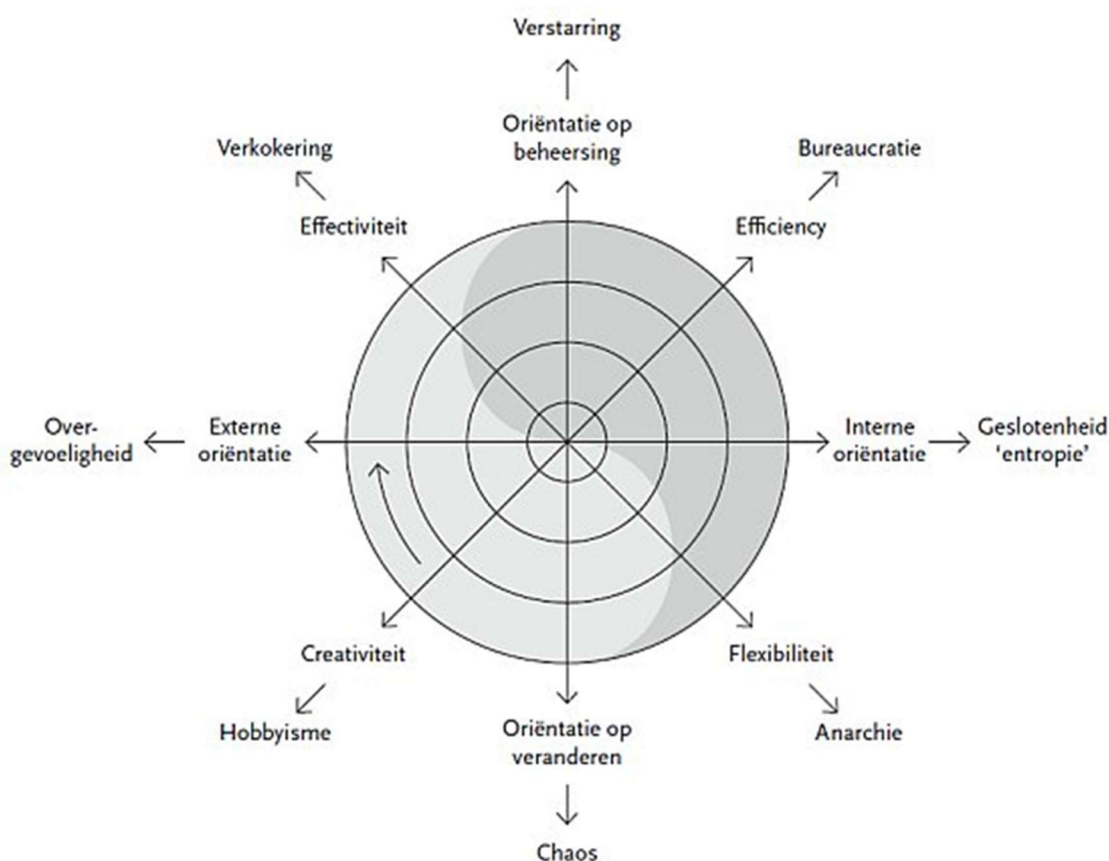 Verstarring
Oriëntatie op
beheersing
Verkokering
Bureaucratie
Effectiviteit
Efficiency
Over-
gevoeligheid
Externe
oriëntatie
Interne
oriëntatie
Geslotenheid
‘entropie’
Creativiteit
Flexibiliteit
Hobbyisme
Oriëntatie op
veranderen
Anarchie
Chaos